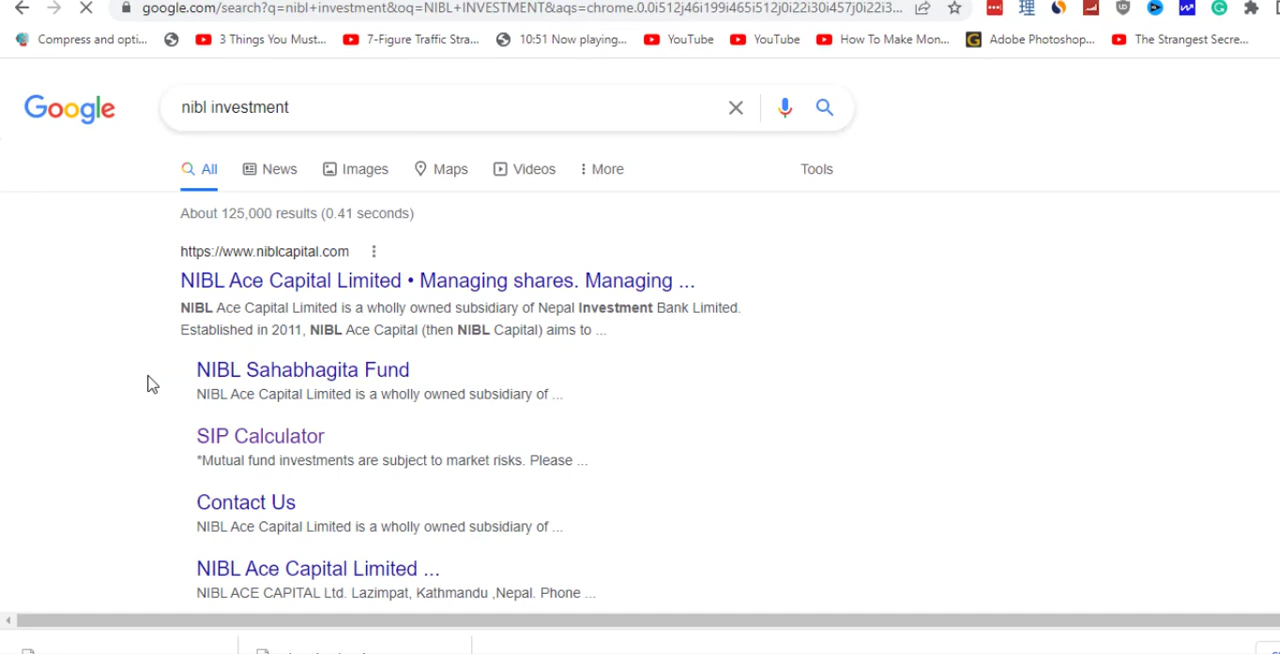 google.com/search?q=nibl+investment&oq=NIBL+INVESTMENT&aqs=chrome.0.0i512j46i199i465i512j0i22i30i457j0i22i3...
Compress and opti... 3 Things You Must... 7-Figure Traffic Stra... 10:51 Now playing... YouTube YouTube How To Make Mon... Adobe Photoshop... The Strangest Secre...
Google nibl investment
All News Images Maps Videos More Tools
About 125,000 results (0.41 seconds)
https://www.niblcapital.com
NIBL Ace Capital Limited • Managing shares. Managing ...
NIBL Ace Capital Limited is a wholly owned subsidiary of Nepal Investment Bank Limited.
Established in 2011, NIBL Ace Capital (then NIBL Capital) aims to ...
NIBL Sahabhagita Fund
NIBL Ace Capital Limited is a wholly owned subsidiary of ...
SIP Calculator
*Mutual fund investments are subject to market risks. Please ...
Contact Us
NIBL Ace Capital Limited is a wholly owned subsidiary of ...
NIBL Ace Capital Limited ...
NIBL ACE CAPITAL Ltd. Lazimpat, Kathmandu ,Nepal. Phone ...